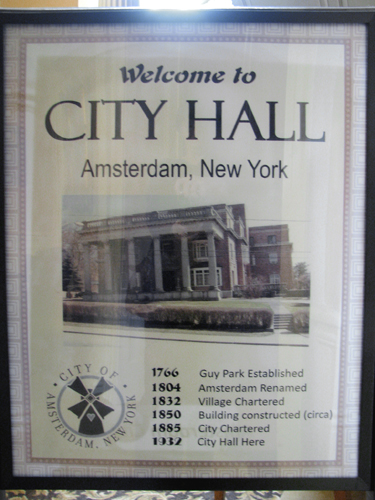 Welcome to
CITY HALL
Amsterdam, New York
CITY OF
AMSTERDAM, NEW YORK
1766 Guy Park Established
1804 Amsterdam Renamed
1832 Village Chartered
1850 Building constructed (circa)
1885 City Chartered
1932 City Hall Here